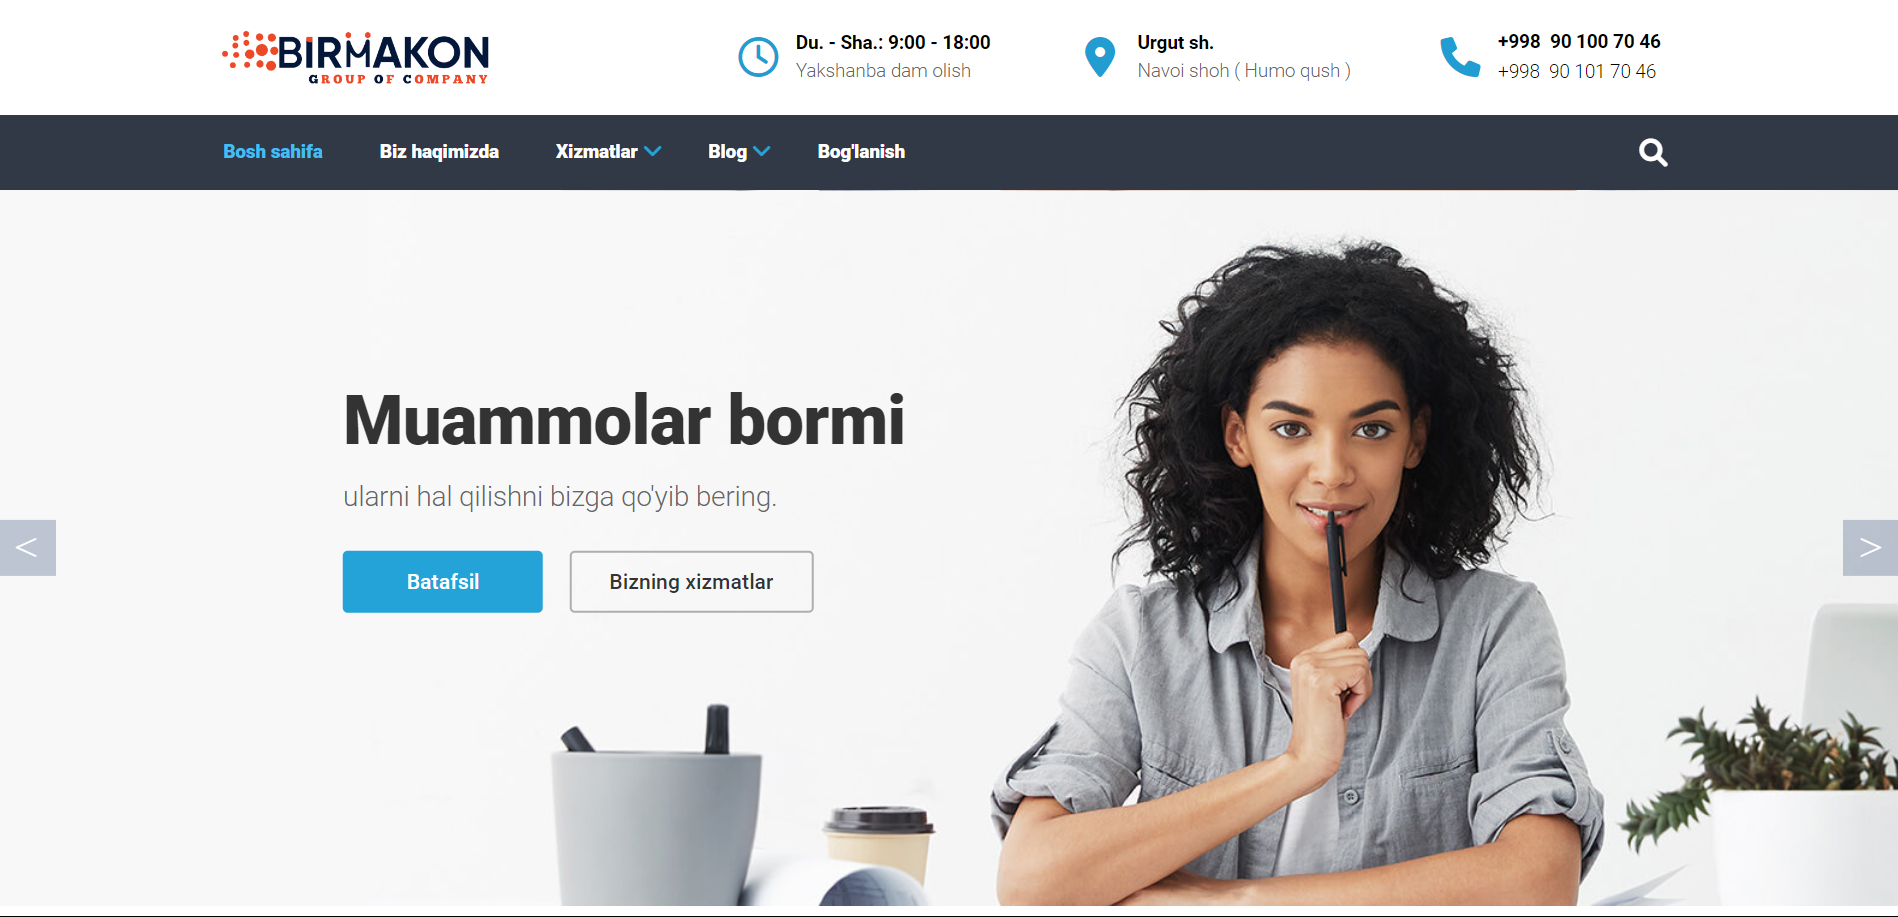 BIRMAKON
GROUP OF COMPANY
Du. - Sha.: 9:00 - 18:00
Yakshanba dam olish
Urgut sh.
Navoi shoh ( Humo qush )
+998 90 100 70 46
+998 90 101 70 46
Bosh sahifa
Biz haqimizda
Xizmatlar
Blog
Bog'lanish
Muammolar bormi
ularni hal qilishni bizga qo'yib bering.
<
>
Batafsil
Bizning xizmatlar